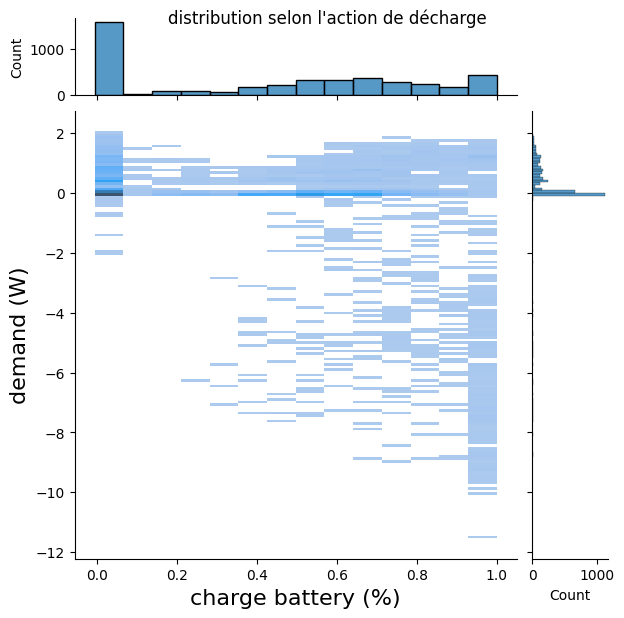 distribution selon l'action de décharge
Count
1000
0
2
0
−2
−4
−6
−8
−10
−12
demand (W)
0.0 0.2 0.4 0.6 0.8 1.0
charge battery (%)
0 1000
Count